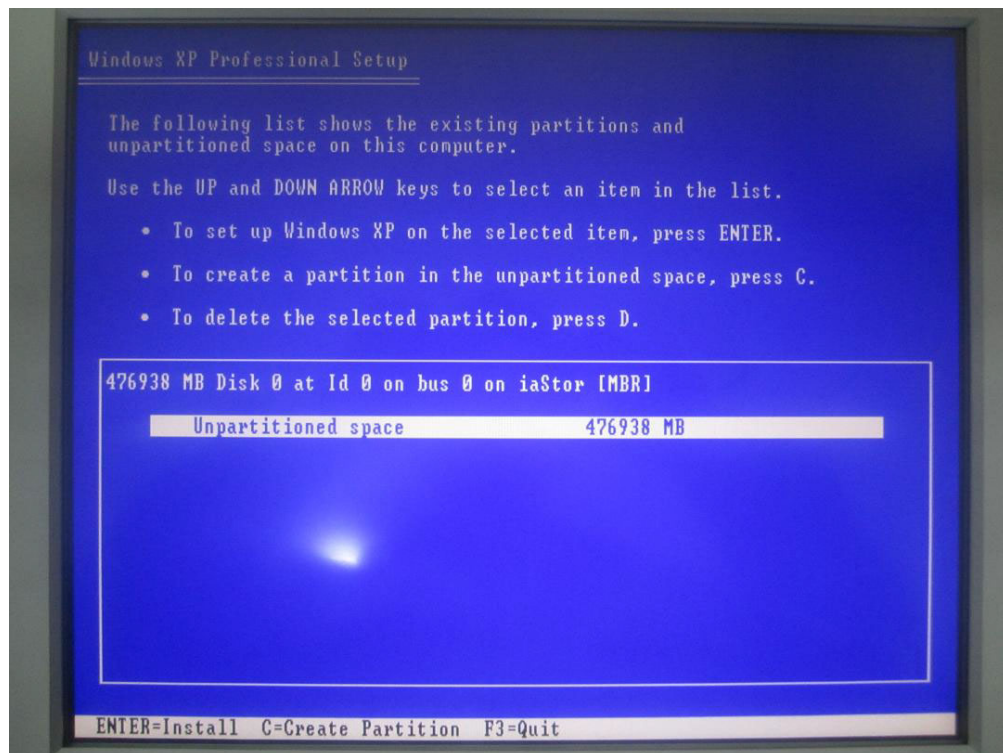 Windows XP Professional Setup
The following list shows the existing partitions and
unpartitioned space on this computer.
Use the UP and DOWN ARROW keys to select an item in the list.
• To set up Windows XP on the selected item, press ENTER.
• To create a partition in the unpartitioned space, press C.
• To delete the selected partition, press D.
476938 MB Disk 0 at Id 0 on bus 0 on iaStor [MBR]
Unpartitioned space 476938 MB
ENTER=Install C=Create Partition F3=Quit